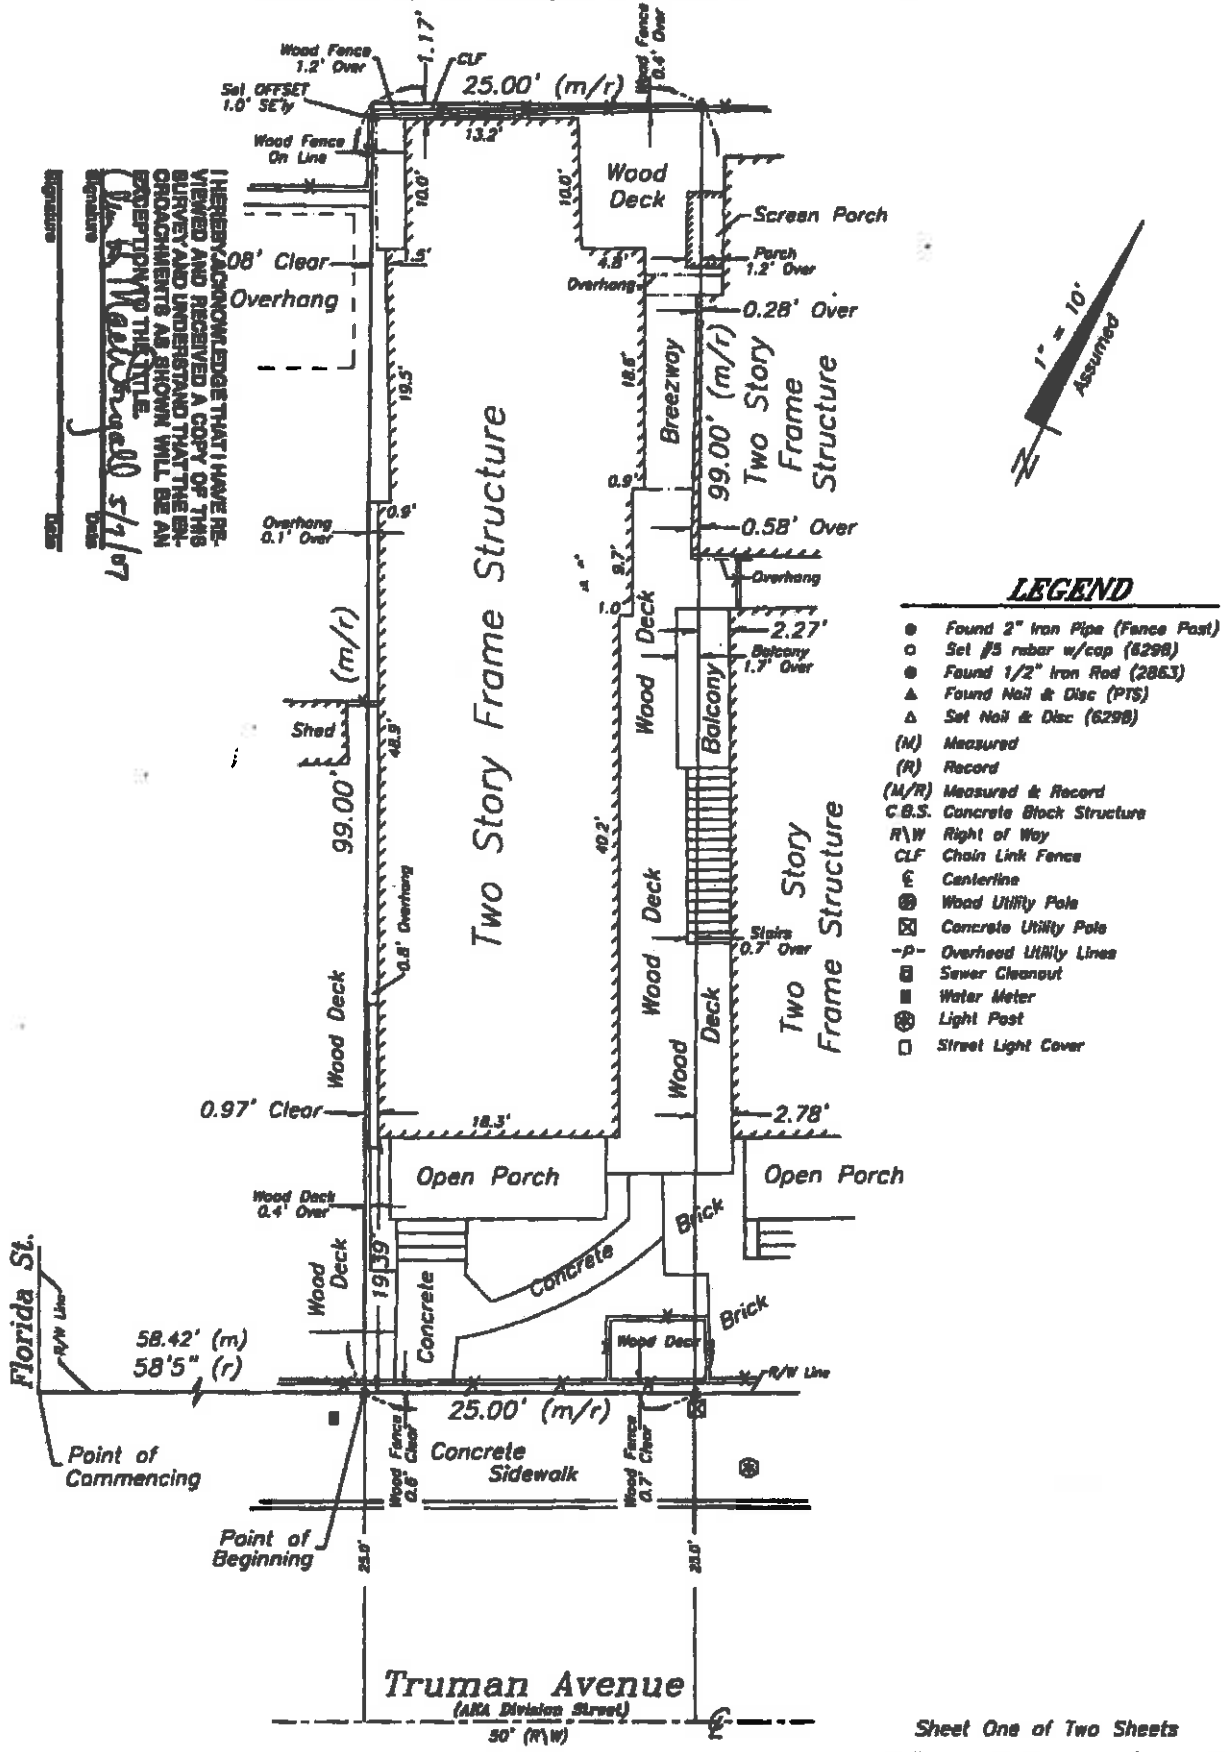 Wood Fence
1.2' Over
1.17'
CLF
25.00' (m/r)
Wood Fence
0.4' Over
Set OFFSET
1.0' SE'ly
Wood Fence
On Line
13.2'
10.0'
10.0'
Wood
Deck
Screen Porch
Porch
1.2' Over
4.8'
Overhang
.5'
08' Clear
Overhang
0.28' Over
I HEREBY ACKNOWLEDGE THAT I HAVE RE-
VIEWED AND RECEIVED A COPY OF THIS
SURVEY AND UNDERSTAND THAT THE EN-
CROACHMENTS AS SHOWN WILL BE AN
EXCEPTION TO THE TITLE.
5/7/07
Signature Date
Signature Date
19.5'
18.6'
Breezway
99.00' (m/r)
Two Story
Frame
Structure
1" = 10'
Assumed
N
0.9'
0.9'
Overhang
0.1' Over
0.58' Over
9.7'
Overhang
1.0'
Two Story Frame Structure
Wood Deck
2.27'
Balcony
1.7' Over
Balcony
99.00' (m/r)
Shed
48.9'
40.2'
0.8' Overhang
Wood Deck
Wood Deck
Stairs
0.7' Over
Two Story
Frame Structure
Wood Deck
Wood Deck
0.97' Clear
18.3'
2.78'
Open Porch
Open Porch
Wood Deck
0.4' Over
Wood Deck
19.39'
Concrete
Concrete
Brick
Brick
Wood Deck
Florida St.
R/W Line
58.42' (m)
58'5" (r)
R/W Line
25.00' (m/r)
Point of
Commencing
Wood Fence
0.6' Clear
Concrete
Sidewalk
Wood Fence
0.7' Clear
Point of
Beginning
25.0'
25.0'
Truman Avenue
(AKA Division Street)
50' (R\W)
LEGEND
Found 2" Iron Pipe (Fence Post)
Set #5 rebar w/cap (6298)
Found 1/2" Iron Rod (2863)
Found Nail & Disc (PTS)
Set Nail & Disc (6298)
(M) Measured
(R) Record
(M/R) Measured & Record
C.B.S. Concrete Block Structure
R\W Right of Way
CLF Chain Link Fence
℄ Centerline
Wood Utility Pole
Concrete Utility Pole
-P- Overhead Utility Lines
Sewer Cleanout
Water Meter
Light Post
Street Light Cover
Sheet One of Two Sheets